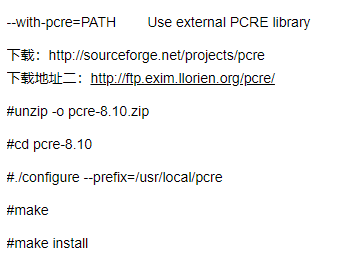 --with-pcre=PATH Use external PCRE library
下载：http://sourceforge.net/projects/pcre
下载地址二：http://ftp.exim.llorien.org/pcre/
#unzip -o pcre-8.10.zip
#cd pcre-8.10
#./configure --prefix=/usr/local/pcre
#make
#make install